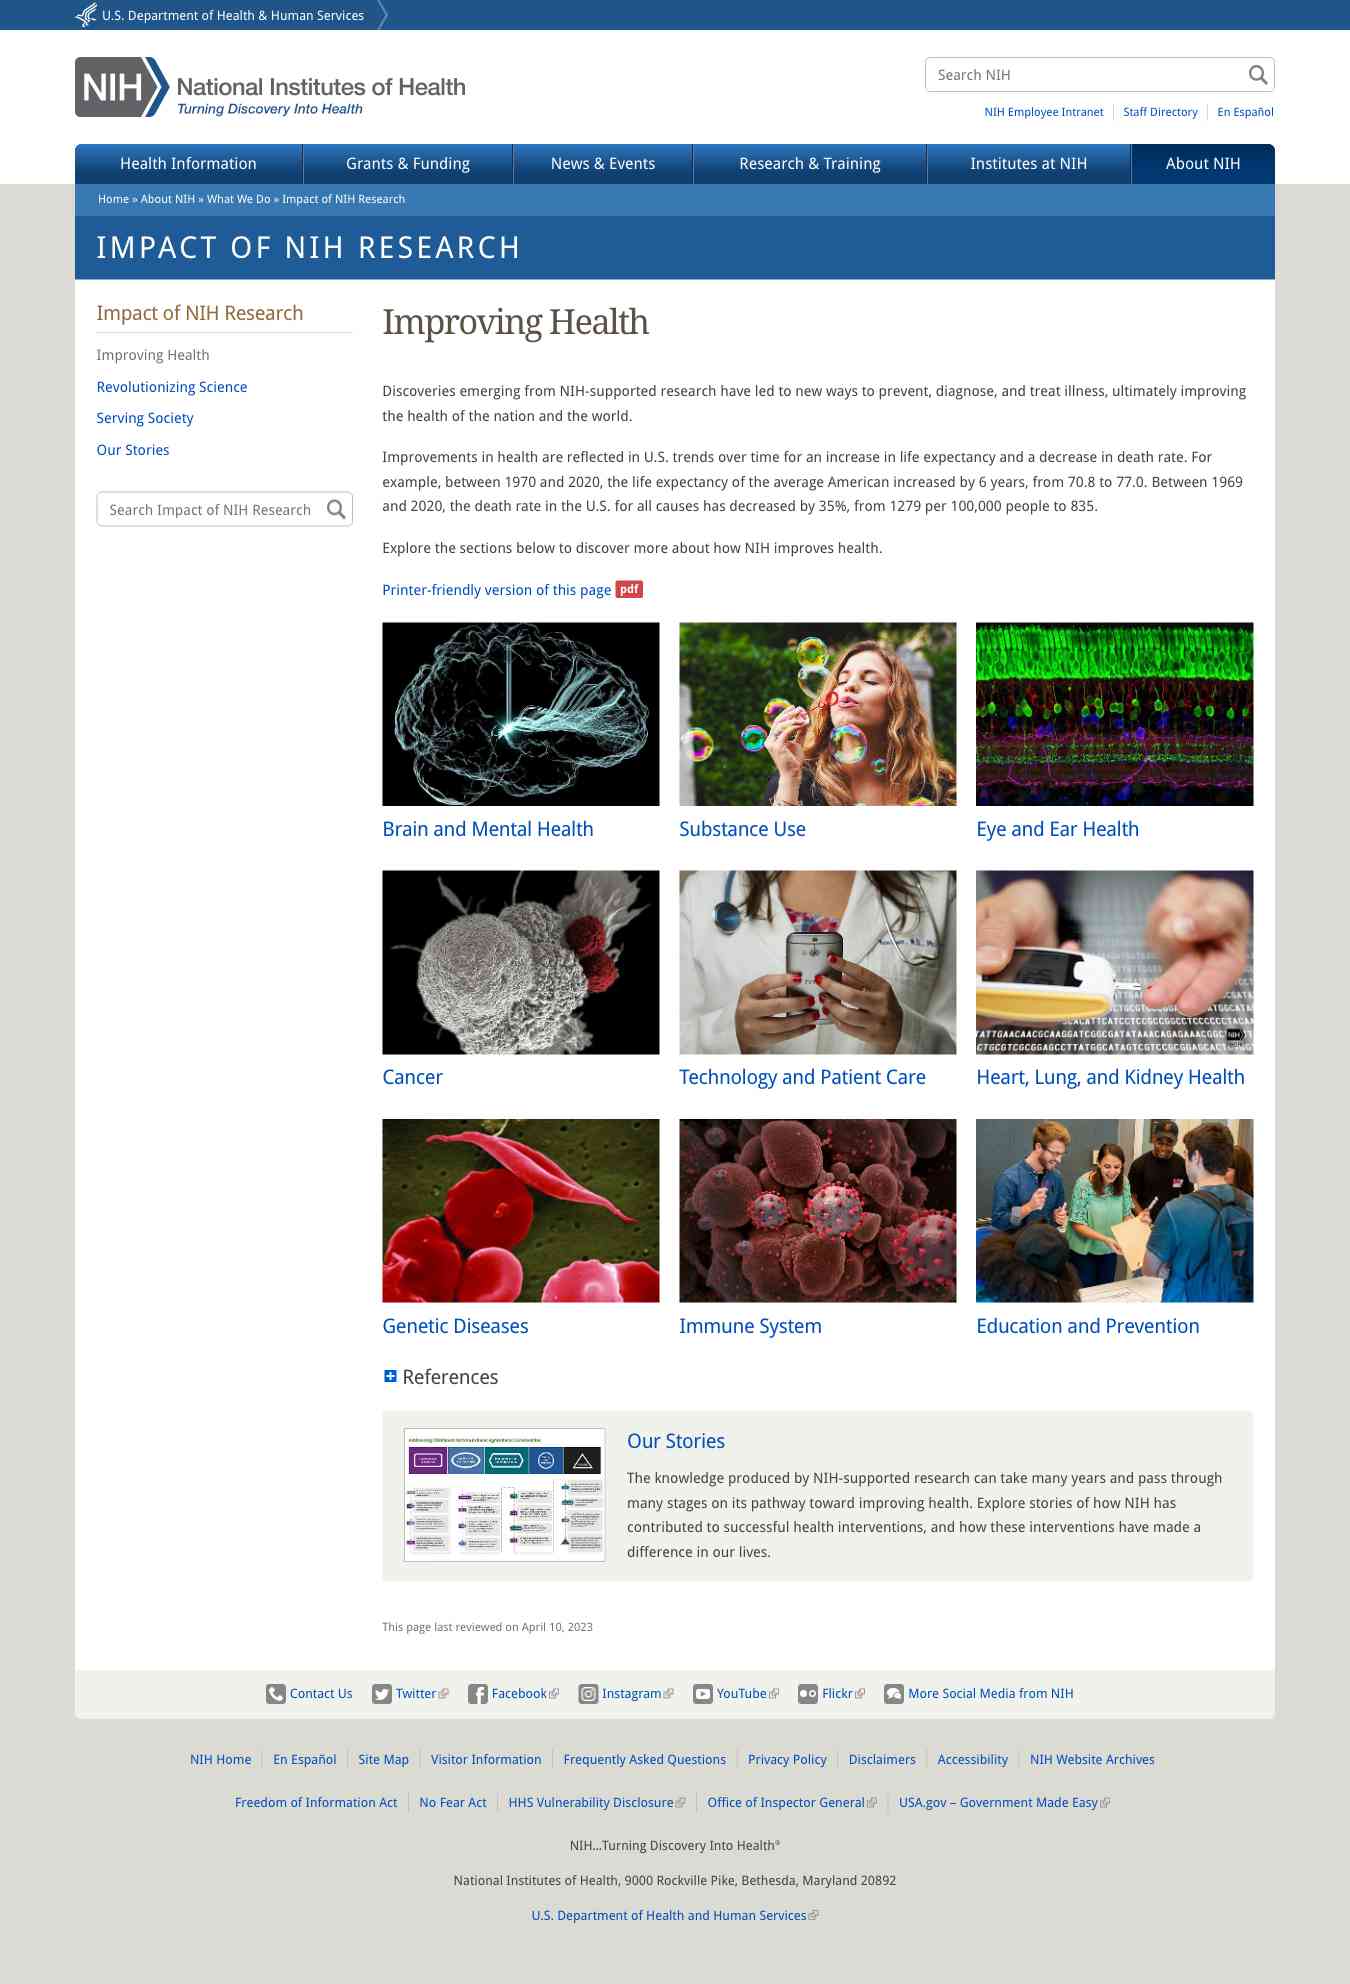 U.S. Department of Health & Human Services
NIH National Institutes of Health
Turning Discovery Into Health
Search NIH
NIH Employee Intranet
Staff Directory
En Español
Health Information
Grants & Funding
News & Events
Research & Training
Institutes at NIH
About NIH
Home » About NIH » What We Do » Impact of NIH Research
IMPACT OF NIH RESEARCH
Impact of NIH Research
Improving Health
Revolutionizing Science
Serving Society
Our Stories
Search Impact of NIH Research
Improving Health
Discoveries emerging from NIH-supported research have led to new ways to prevent, diagnose, and treat illness, ultimately improving
the health of the nation and the world.
Improvements in health are reflected in U.S. trends over time for an increase in life expectancy and a decrease in death rate. For
example, between 1970 and 2020, the life expectancy of the average American increased by 6 years, from 70.8 to 77.0. Between 1969
and 2020, the death rate in the U.S. for all causes has decreased by 35%, from 1279 per 100,000 people to 835.
Explore the sections below to discover more about how NIH improves health.
Printer-friendly version of this page pdf
Brain and Mental Health
Substance Use
Eye and Ear Health
Cancer
Technology and Patient Care
Heart, Lung, and Kidney Health
Genetic Diseases
Immune System
Education and Prevention
References
Our Stories
The knowledge produced by NIH-supported research can take many years and pass through
many stages on its pathway toward improving health. Explore stories of how NIH has
contributed to successful health interventions, and how these interventions have made a
difference in our lives.
This page last reviewed on April 10, 2023
Contact Us
Twitter
Facebook
Instagram
YouTube
Flickr
More Social Media from NIH
NIH Home
En Español
Site Map
Visitor Information
Frequently Asked Questions
Privacy Policy
Disclaimers
Accessibility
NIH Website Archives
Freedom of Information Act
No Fear Act
HHS Vulnerability Disclosure
Office of Inspector General
USA.gov – Government Made Easy
NIH...Turning Discovery Into Health®
National Institutes of Health, 9000 Rockville Pike, Bethesda, Maryland 20892
U.S. Department of Health and Human Services